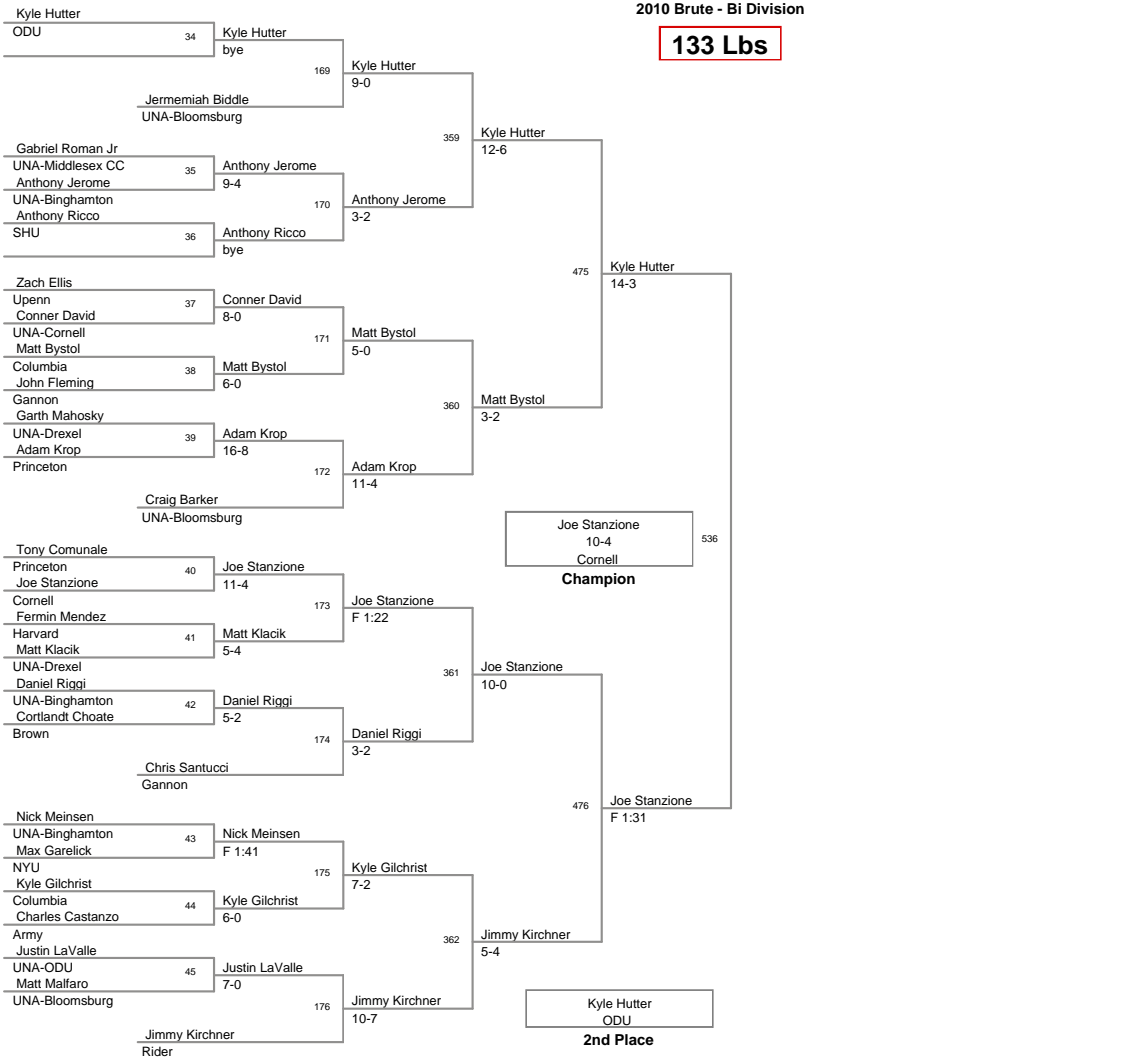 2010 Brute - Bi Division
133 Lbs
Kyle Hutter
ODU
34
Kyle Hutter
bye
169
Kyle Hutter
9-0
Jermemiah Biddle
UNA-Bloomsburg
359
Kyle Hutter
12-6
Gabriel Roman Jr
UNA-Middlesex CC
35
Anthony Jerome
Anthony Jerome
9-4
UNA-Binghamton
170
Anthony Jerome
3-2
Anthony Ricco
SHU
36
Anthony Ricco
bye
475
Kyle Hutter
14-3
Zach Ellis
Upenn
37
Conner David
Conner David
8-0
UNA-Cornell
171
Matt Bystol
5-0
Matt Bystol
Columbia
38
Matt Bystol
John Fleming
6-0
Gannon
360
Matt Bystol
3-2
Garth Mahosky
UNA-Drexel
39
Adam Krop
Adam Krop
16-8
Princeton
172
Adam Krop
11-4
Craig Barker
UNA-Bloomsburg
Joe Stanzione
10-4
Cornell
536
Champion
Tony Comunale
Princeton
40
Joe Stanzione
Joe Stanzione
11-4
Cornell
173
Joe Stanzione
F 1:22
Fermin Mendez
Harvard
41
Matt Klacik
Matt Klacik
5-4
UNA-Drexel
361
Joe Stanzione
10-0
Daniel Riggi
UNA-Binghamton
42
Daniel Riggi
Cortlandt Choate
5-2
Brown
174
Daniel Riggi
3-2
Chris Santucci
Gannon
476
Joe Stanzione
F 1:31
Nick Meinsen
UNA-Binghamton
43
Nick Meinsen
Max Garelick
F 1:41
NYU
175
Kyle Gilchrist
7-2
Kyle Gilchrist
Columbia
44
Kyle Gilchrist
Charles Castanzo
6-0
Army
362
Jimmy Kirchner
5-4
Justin LaValle
UNA-ODU
45
Justin LaValle
Matt Malfaro
7-0
UNA-Bloomsburg
176
Jimmy Kirchner
10-7
Jimmy Kirchner
Rider
Kyle Hutter
ODU
2nd Place